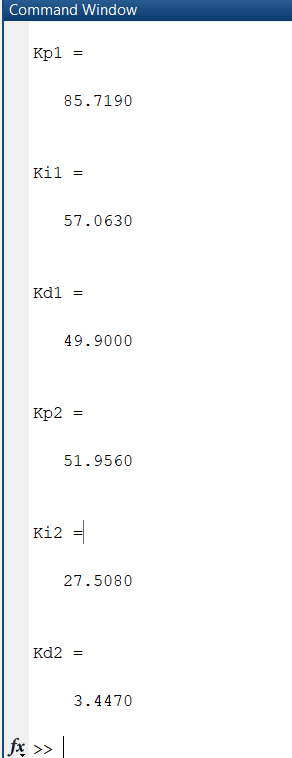 Command Window
Kp1 =
85.7190
Ki1 =
57.0630
Kd1 =
49.9000
Kp2 =
51.9560
Ki2 =
27.5080
Kd2 =
3.4470
fx >>